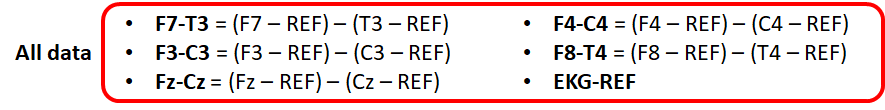 All data
• F7-T3 = (F7 – REF) – (T3 – REF)
• F3-C3 = (F3 – REF) – (C3 – REF)
• Fz-Cz = (Fz – REF) – (Cz – REF)
• F4-C4 = (F4 – REF) – (C4 – REF)
• F8-T4 = (F8 – REF) – (T4 – REF)
• EKG-REF